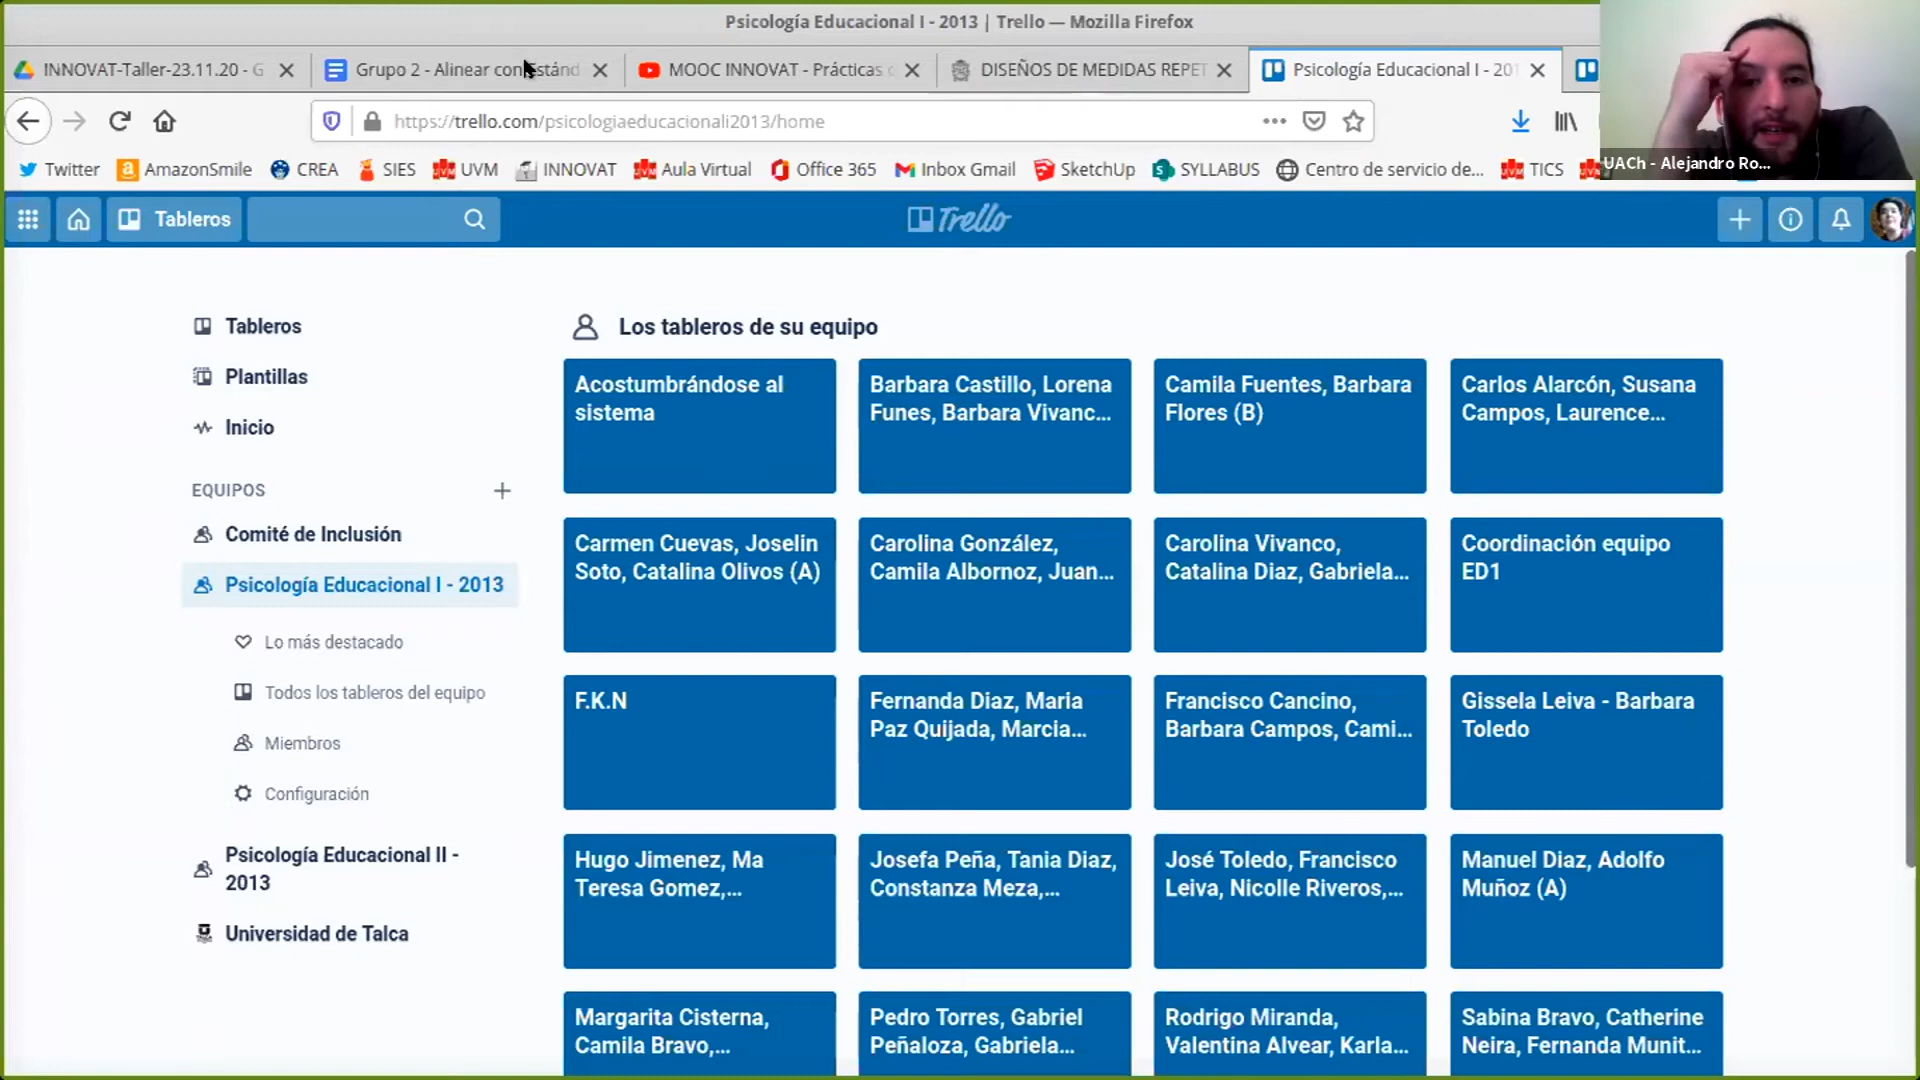 Psicología Educacional I - 2013 | Trello — Mozilla Firefox
INNOVAT-Taller-23.11.20 - G
Grupo 2 - Alinear con Estánd
MOOC INNOVAT - Prácticas
DISEÑOS DE MEDIDAS REPET
Psicología Educacional I - 201
https://trello.com/psicologiaeducacionali2013/home
Twitter
AmazonSmile
CREA
SIES
UVM
INNOVAT
Aula Virtual
Office 365
Inbox Gmail
SketchUp
SYLLABUS
Centro de servicio de...
TICS
UACh - Alejandro Ro...
Tableros
Trello
Tableros
Plantillas
Inicio
EQUIPOS
Comité de Inclusión
Psicología Educacional I - 2013
Lo más destacado
Todos los tableros del equipo
Miembros
Configuración
Psicología Educacional II -
2013
Universidad de Talca
Los tableros de su equipo
Acostumbrándose al
sistema
Barbara Castillo, Lorena
Funes, Barbara Vivanc...
Camila Fuentes, Barbara
Flores (B)
Carlos Alarcón, Susana
Campos, Laurence...
Carmen Cuevas, Joselin
Soto, Catalina Olivos (A)
Carolina González,
Camila Albornoz, Juan...
Carolina Vivanco,
Catalina Diaz, Gabriela...
Coordinación equipo
ED1
F.K.N
Fernanda Diaz, Maria
Paz Quijada, Marcia...
Francisco Cancino,
Barbara Campos, Cami...
Gissela Leiva - Barbara
Toledo
Hugo Jimenez, Ma
Teresa Gomez,...
Josefa Peña, Tania Diaz,
Constanza Meza,...
José Toledo, Francisco
Leiva, Nicolle Riveros,...
Manuel Diaz, Adolfo
Muñoz (A)
Margarita Cisterna,
Camila Bravo,...
Pedro Torres, Gabriel
Peñaloza, Gabriela...
Rodrigo Miranda,
Valentina Alvear, Karla...
Sabina Bravo, Catherine
Neira, Fernanda Munit...